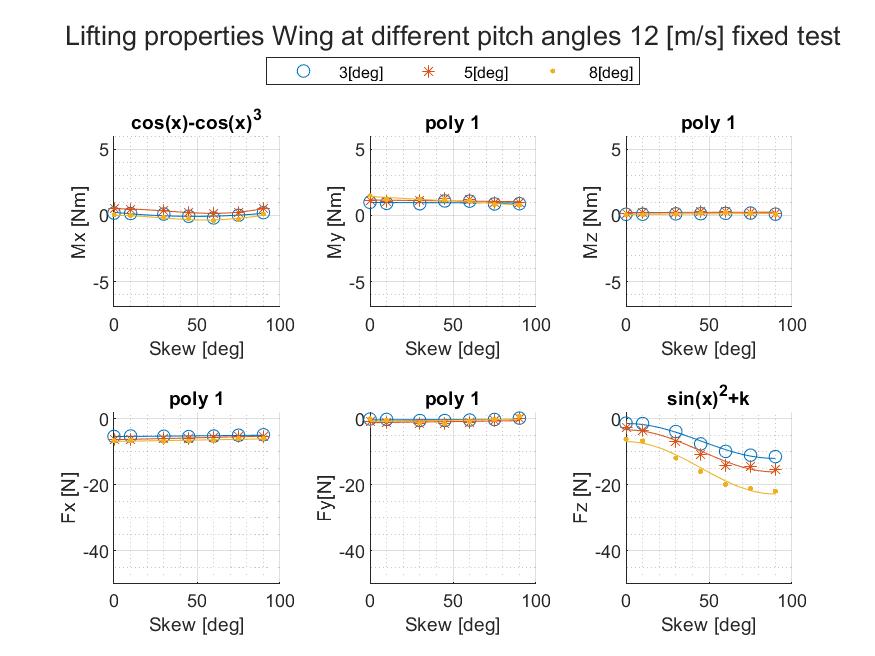 Lifting properties Wing at different pitch angles 12 [m/s] fixed test
3[deg] 5[deg] 8[deg]
cos(x)-cos(x)^3
5
0
-5
Mx [Nm]
0 50 100
Skew [deg]
poly 1
5
0
-5
My [Nm]
0 50 100
Skew [deg]
poly 1
5
0
-5
Mz [Nm]
0 50 100
Skew [deg]
poly 1
0
-20
-40
Fx [N]
0 50 100
Skew [deg]
poly 1
0
-20
-40
Fy[N]
0 50 100
Skew [deg]
sin(x)^2+k
0
-20
-40
Fz [N]
0 50 100
Skew [deg]